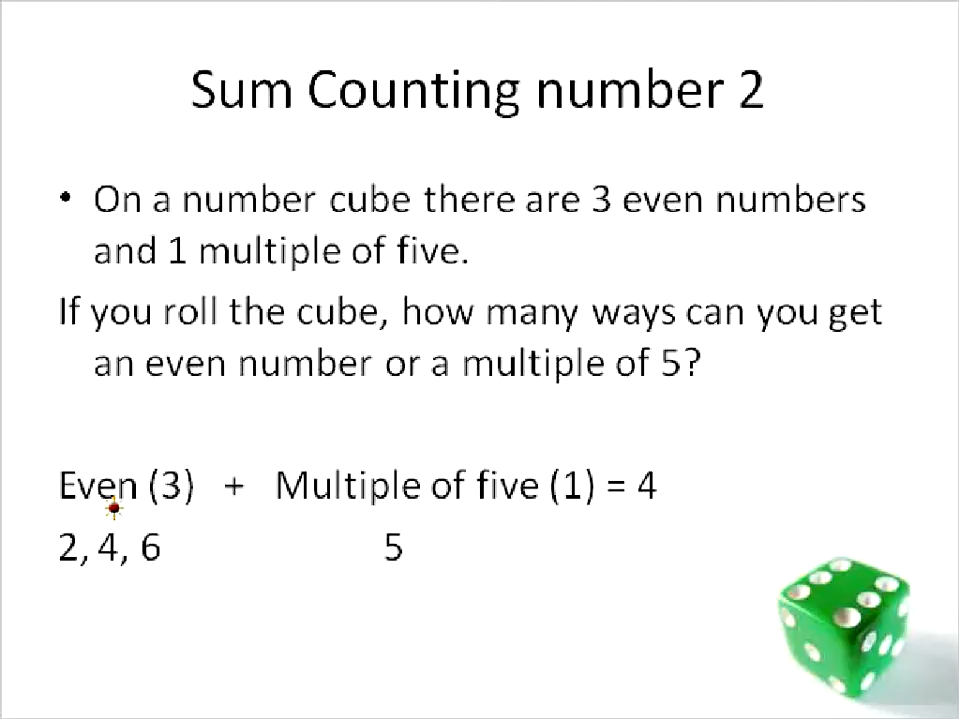 Sum Counting number 2
• On a number cube there are 3 even numbers
and 1 multiple of five.
If you roll the cube, how many ways can you get
an even number or a multiple of 5?
Even (3) + Multiple of five (1) = 4
2, 4, 6 5